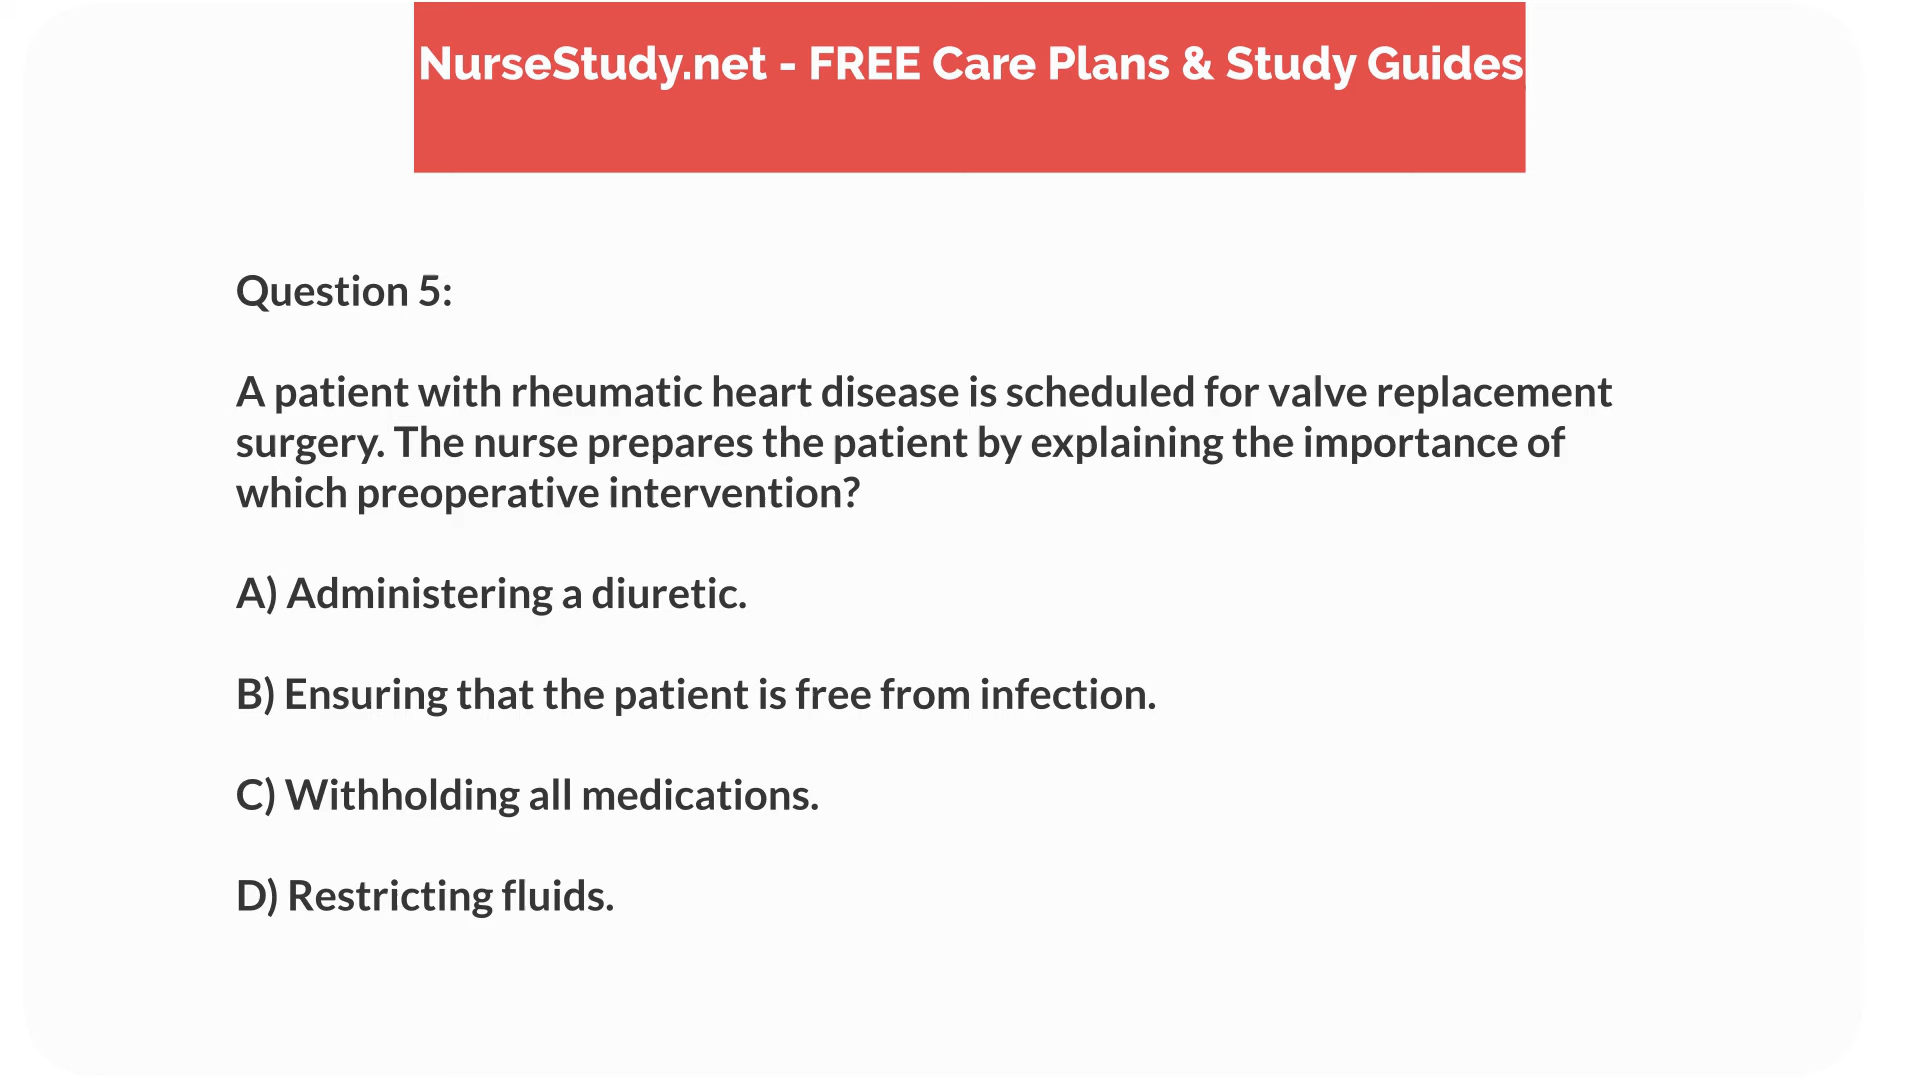 NurseStudy.net - FREE Care Plans & Study Guides
Question 5:
A patient with rheumatic heart disease is scheduled for valve replacement
surgery. The nurse prepares the patient by explaining the importance of
which preoperative intervention?
A) Administering a diuretic.
B) Ensuring that the patient is free from infection.
C) Withholding all medications.
D) Restricting fluids.